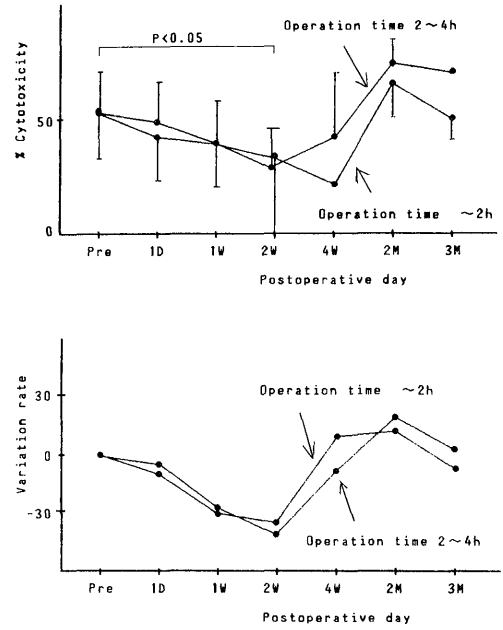 P<0.05
Operation time 2~4h
% Cytotoxicity
50
0
Operation time ~2h
Pre 1D 1W 2W 4W 2M 3M
Postoperative day
Variation rate
30
0
-30
Operation time ~2h
Operation time 2~4h
Pre 1D 1W 2W 4W 2M 3M
Postoperative day